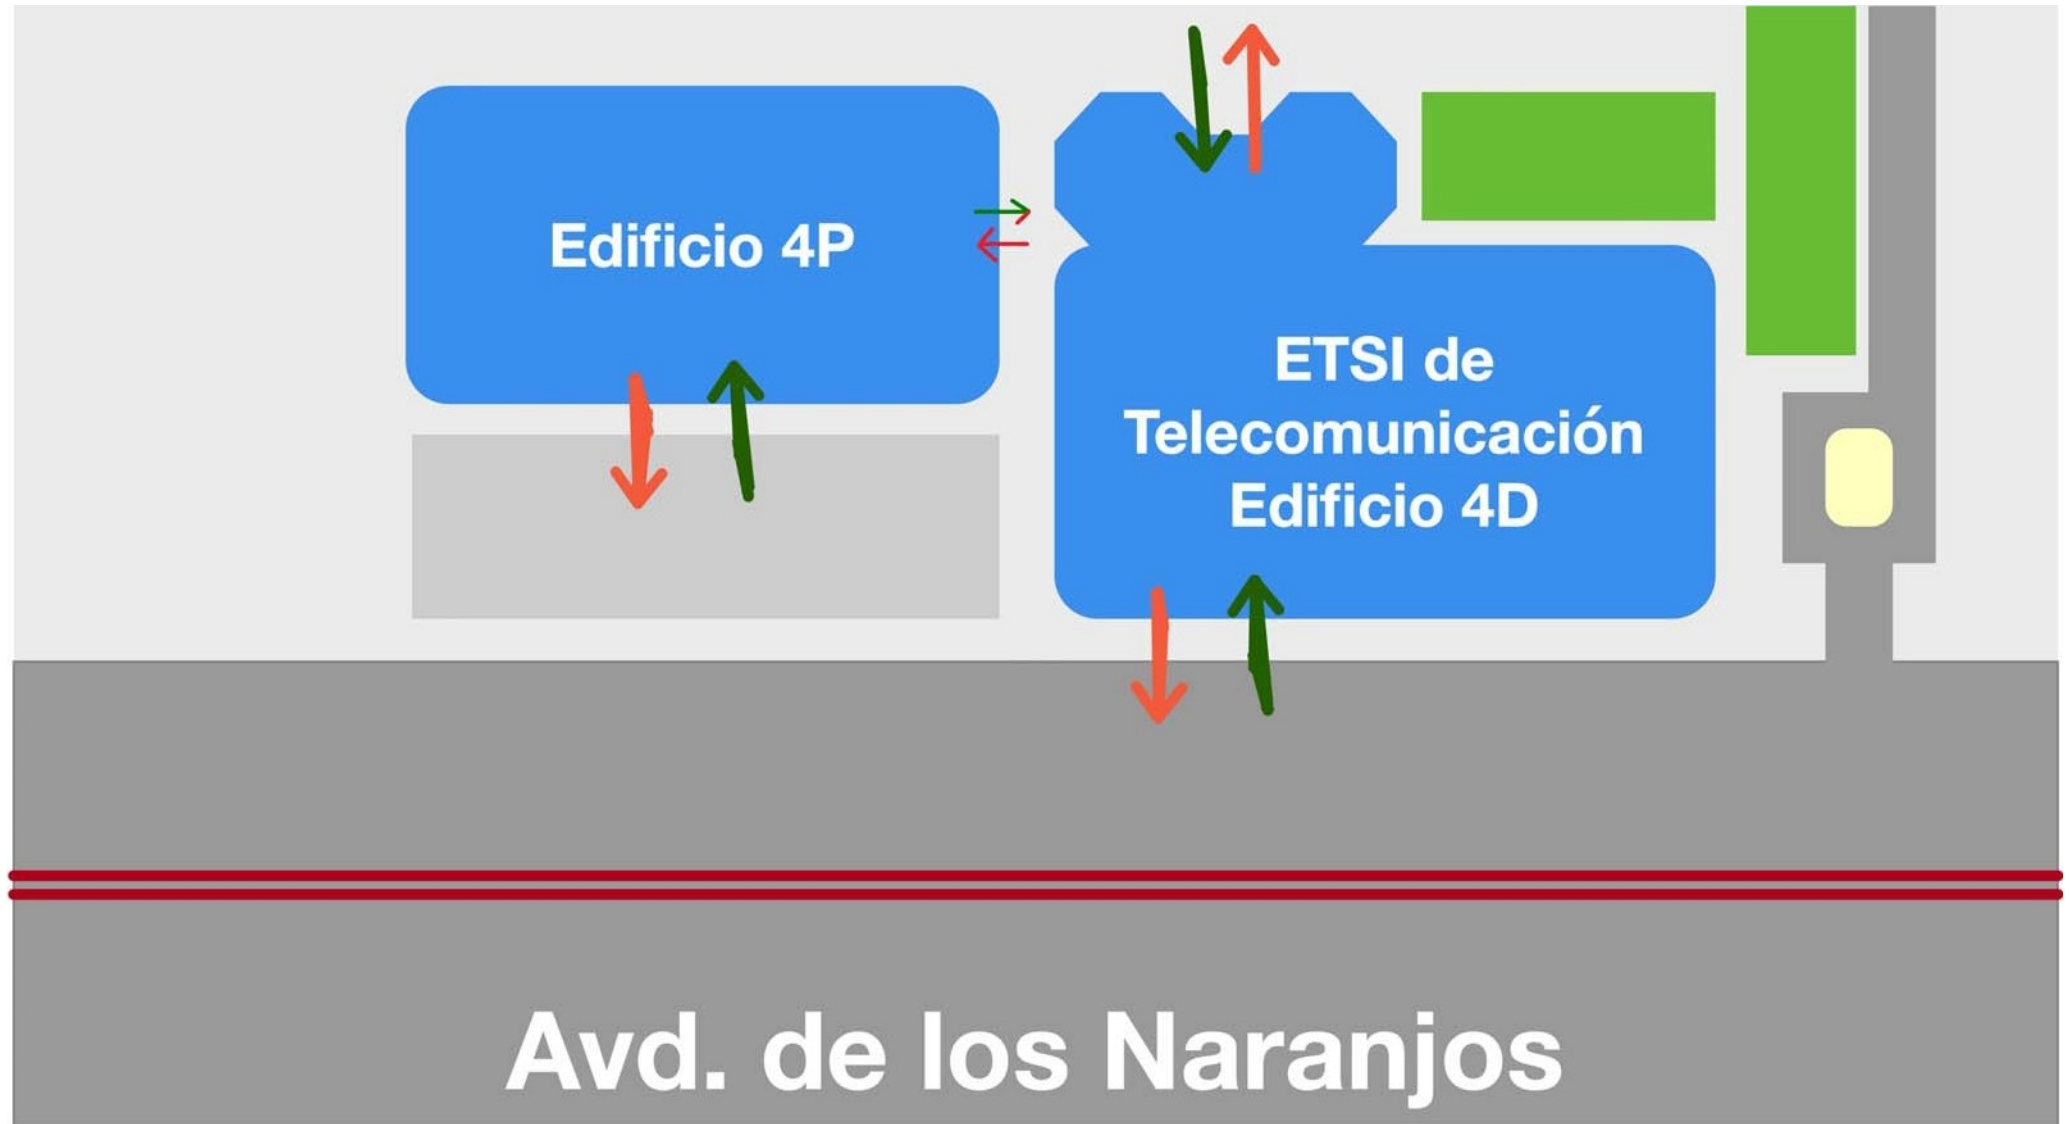 Edificio 4P
ETSI de
Telecomunicación
Edificio 4D
Avd. de los Naranjos